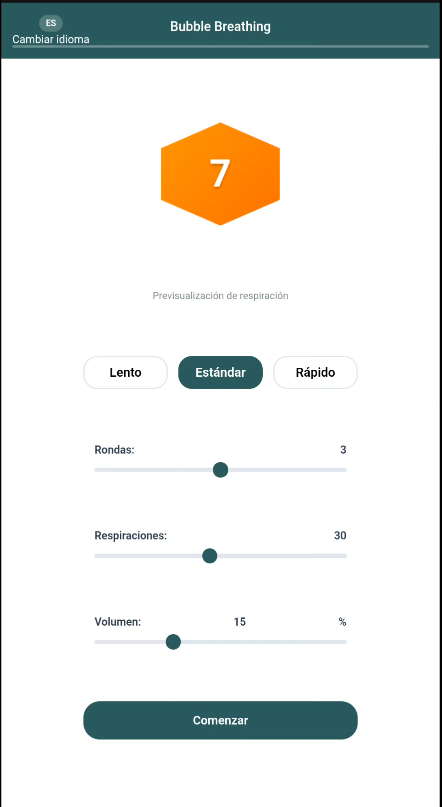 ES
Bubble Breathing
Cambiar idioma
7
Previsualización de respiración
Lento Estándar Rápido
Rondas: 3
Respiraciones: 30
Volumen: 15 %
Comenzar